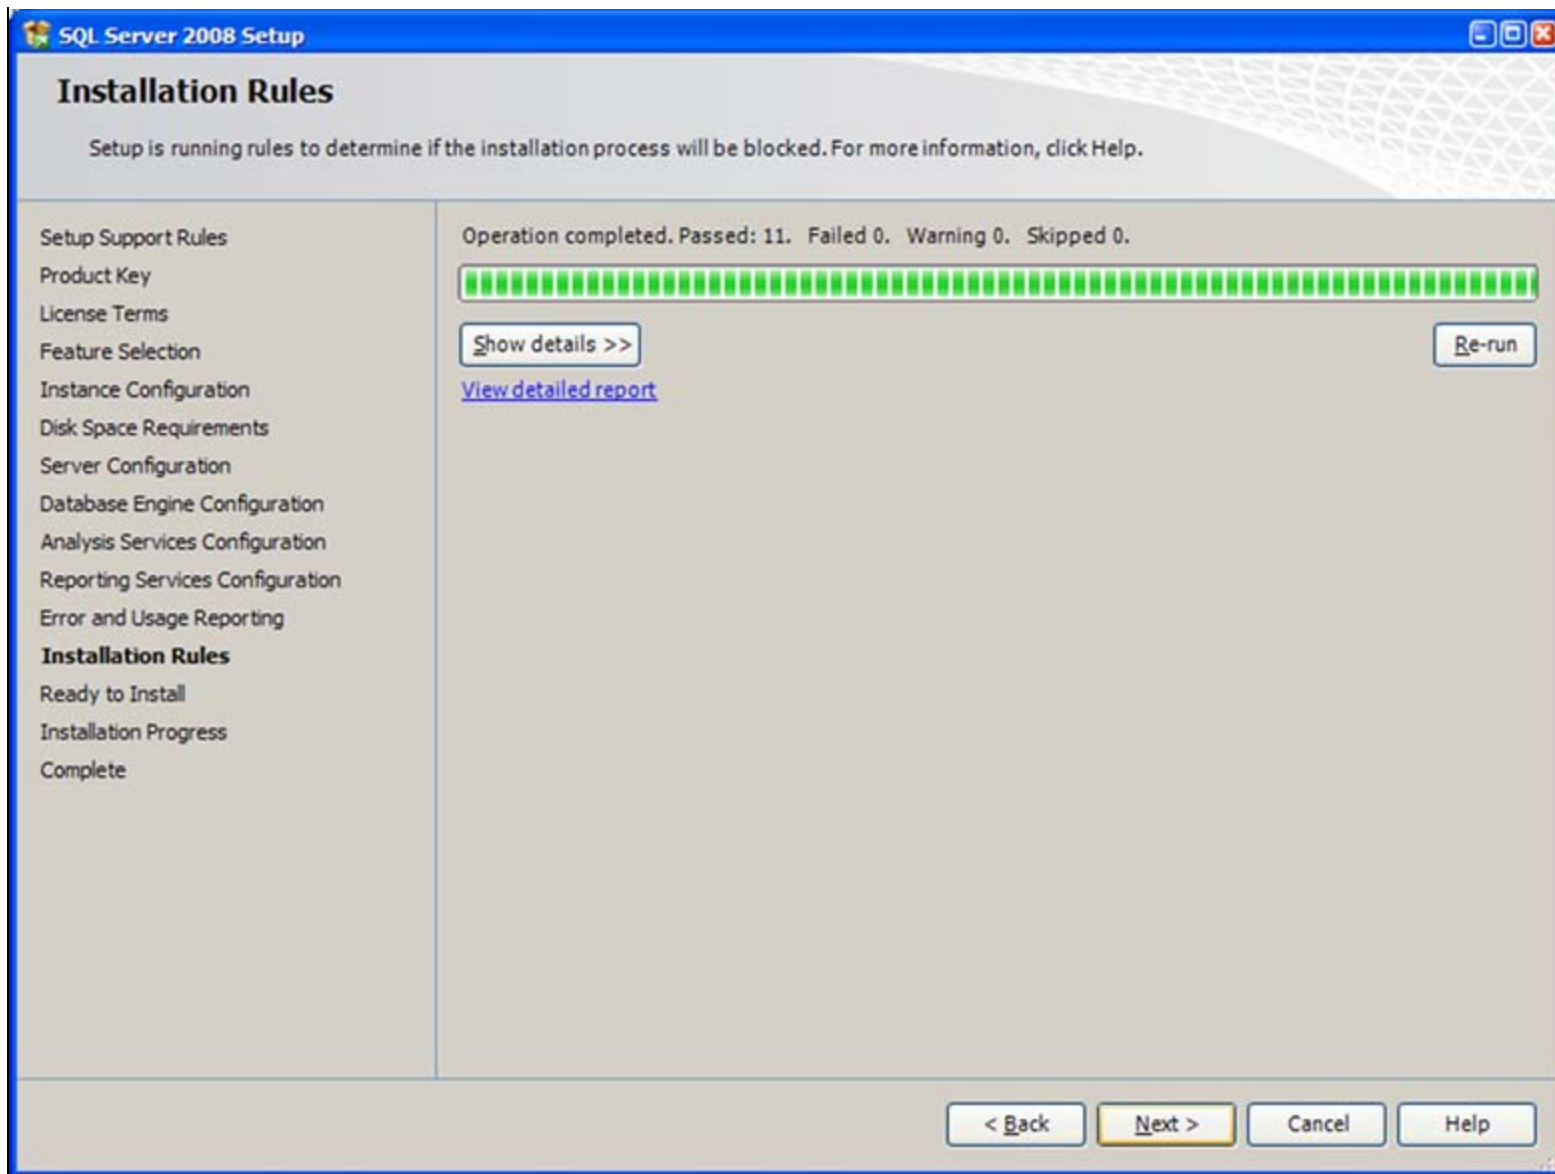 SQL Server 2008 Setup
Installation Rules
Setup is running rules to determine if the installation process will be blocked. For more information, click Help.
Setup Support Rules
Product Key
License Terms
Feature Selection
Instance Configuration
Disk Space Requirements
Server Configuration
Database Engine Configuration
Analysis Services Configuration
Reporting Services Configuration
Error and Usage Reporting
Installation Rules
Ready to Install
Installation Progress
Complete
Operation completed. Passed: 11. Failed 0. Warning 0. Skipped 0.
Show details >>
Re-run
View detailed report
< Back
Next >
Cancel
Help